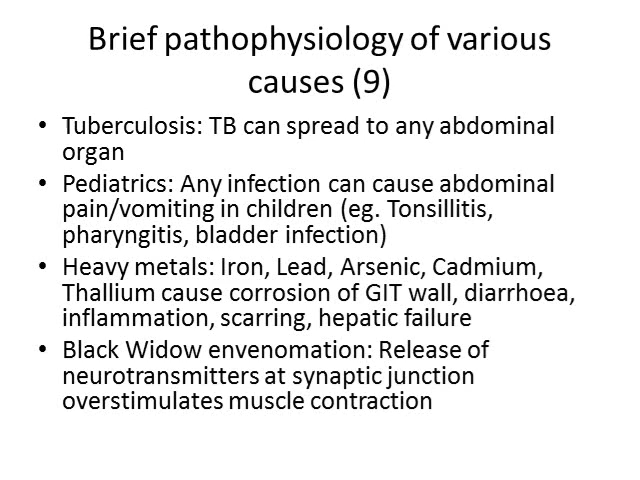 Brief pathophysiology of various
causes (9)
• Tuberculosis: TB can spread to any abdominal
organ
• Pediatrics: Any infection can cause abdominal
pain/vomiting in children (eg. Tonsillitis,
pharyngitis, bladder infection)
• Heavy metals: Iron, Lead, Arsenic, Cadmium,
Thallium cause corrosion of GIT wall, diarrhoea,
inflammation, scarring, hepatic failure
• Black Widow envenomation: Release of
neurotransmitters at synaptic junction
overstimulates muscle contraction